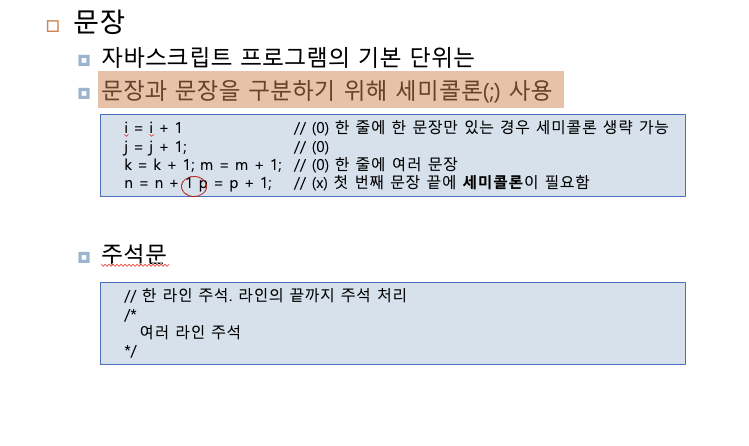 문장
자바스크립트 프로그램의 기본 단위는
문장과 문장을 구분하기 위해 세미콜론(;) 사용
i = i + 1 // (0) 한 줄에 한 문장만 있는 경우 세미콜론 생략 가능
j = j + 1; // (0)
k = k + 1; m = m + 1; // (0) 한 줄에 여러 문장
n = n + 1 p = p + 1; // (x) 첫 번째 문장 끝에 세미콜론이 필요함
주석문
// 한 라인 주석. 라인의 끝까지 주석 처리
/*
여러 라인 주석
*/